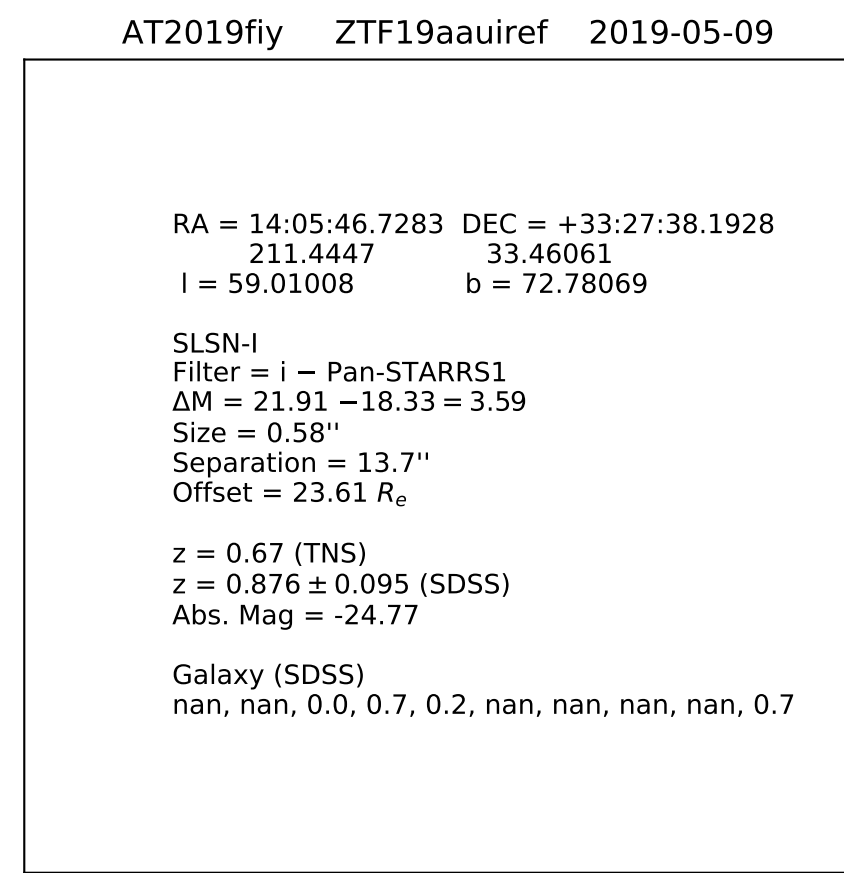 AT2019fiy ZTF19aauiref 2019-05-09
RA = 14:05:46.7283 DEC = +33:27:38.1928
211.4447 33.46061
l = 59.01008 b = 72.78069
SLSN-I
Filter = i − Pan-STARRS1
ΔM = 21.91 −18.33 = 3.59
Size = 0.58''
Separation = 13.7''
Offset = 23.61 Re
z = 0.67 (TNS)
z = 0.876 ± 0.095 (SDSS)
Abs. Mag = -24.77
Galaxy (SDSS)
nan, nan, 0.0, 0.7, 0.2, nan, nan, nan, nan, 0.7